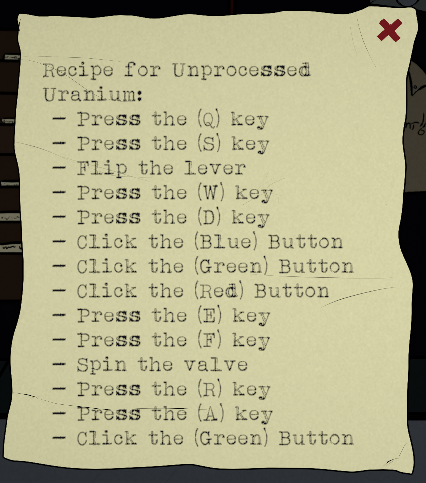 Recipe for Unprocessed
Uranium:
— Press the (Q) key
— Press the (S) key
— Flip the lever
— Press the (W) key
— Press the (D) key
— Click the (Blue) Button
— Click the (Green) Button
— Click the (Red) Button
— Press the (E) key
— Press the (F) key
— Spin the valve
— Press the (R) key
— Press the (A) key
— Click the (Green) Button